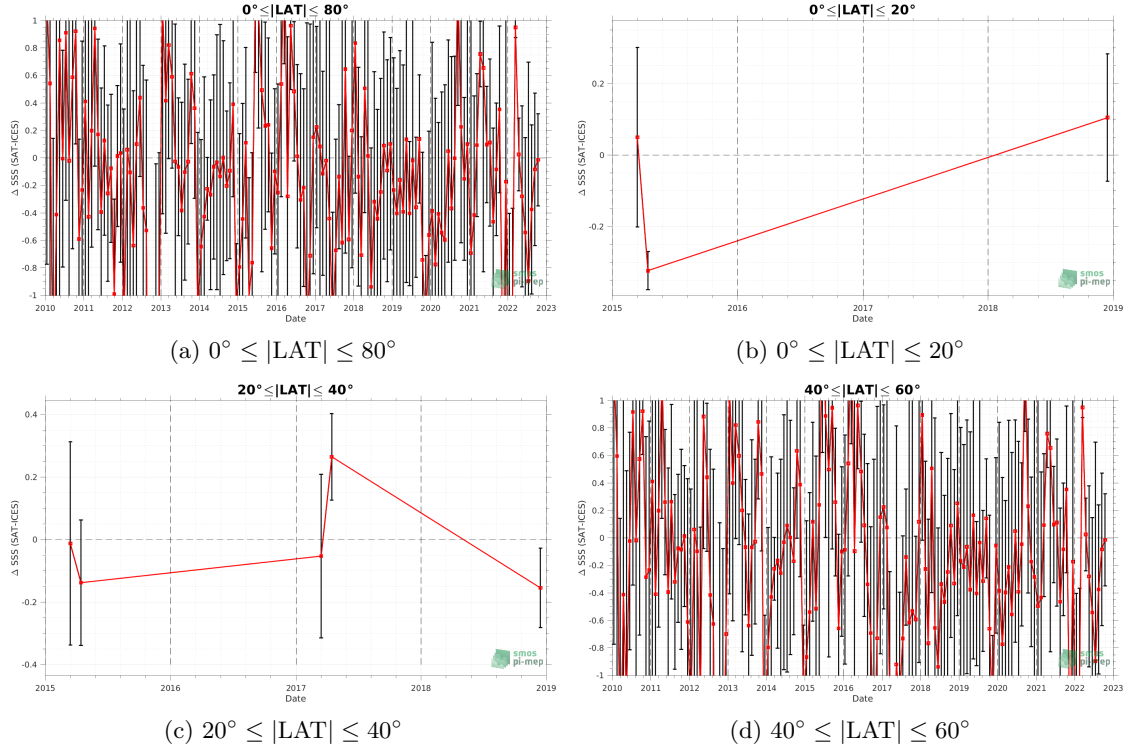 0°≤|LAT|≤ 80°
Δ SSS (SAT-ICES)
1
0.8
0.6
0.4
0.2
0
-0.2
-0.4
-0.6
-0.8
-1
2010 2011 2012 2013 2014 2015 2016 2017 2018 2019 2020 2021 2022 2023
Date
smos
pi-mep
(a) 0° ≤ |LAT| ≤ 80°
0°≤|LAT|≤ 20°
Δ SSS (SAT-ICES)
0.2
0
-0.2
2015 2016 2017 2018 2019
Date
smos
pi-mep
(b) 0° ≤ |LAT| ≤ 20°
20°≤|LAT|≤ 40°
Δ SSS (SAT-ICES)
0.4
0.2
0
-0.2
-0.4
2015 2016 2017 2018 2019
Date
smos
pi-mep
(c) 20° ≤ |LAT| ≤ 40°
40°≤|LAT|≤ 60°
Δ SSS (SAT-ICES)
1
0.8
0.6
0.4
0.2
0
-0.2
-0.4
-0.6
-0.8
-1
2010 2011 2012 2013 2014 2015 2016 2017 2018 2019 2020 2021 2022 2023
Date
smos
pi-mep
(d) 40° ≤ |LAT| ≤ 60°